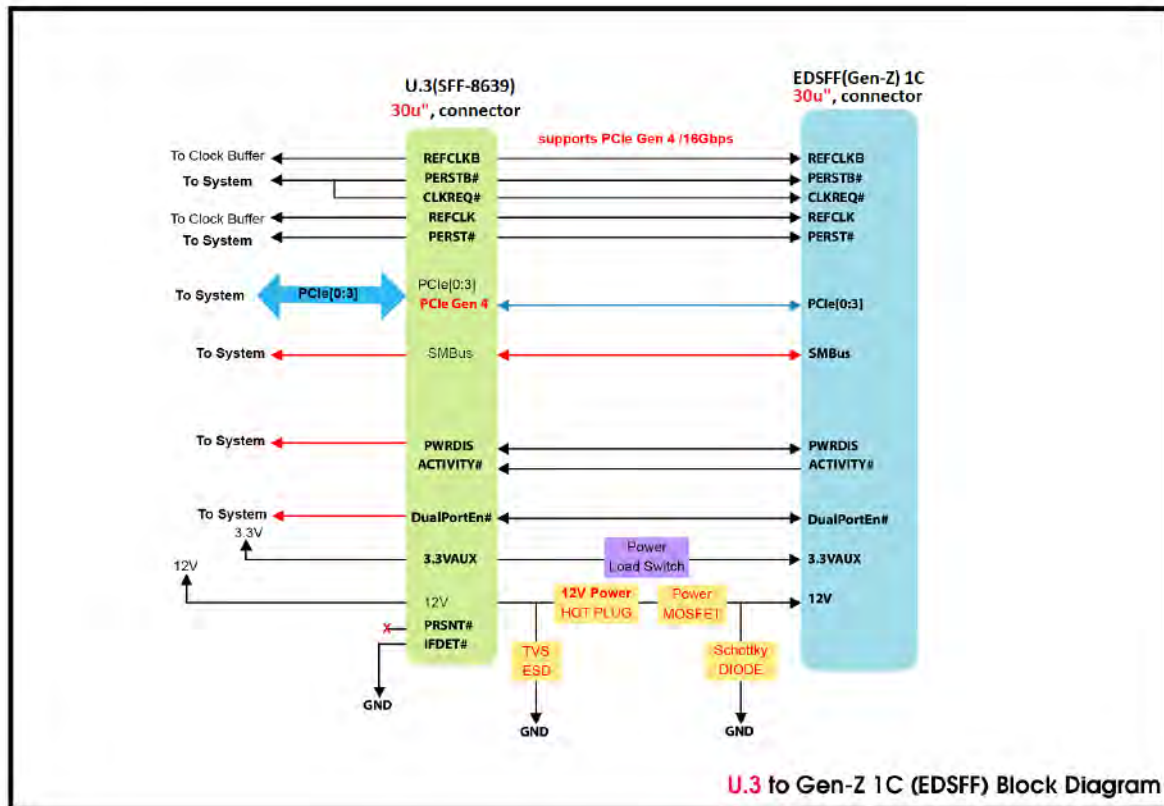 U.3(SFF-8639)
30u", connector
EDSFF(Gen-Z) 1C
30u", connector
supports PCIe Gen 4 /16Gbps
To Clock Buffer
REFCLKB
REFCLKB
To System
PERSTB#
PERSTB#
CLKREQ#
CLKREQ#
To Clock Buffer
REFCLK
REFCLK
To System
PERST#
PERST#
To System
PCIe[0:3]
PCIe[0:3]
PCIe Gen 4
PCIe[0:3]
To System
SMBus
SMBus
To System
PWRDIS
PWRDIS
ACTIVITY#
ACTIVITY#
To System
DualPortEn#
DualPortEn#
3.3V
3.3VAUX
Power
Load Switch
3.3VAUX
12V
12V
12V Power
HOT PLUG
Power
MOSFET
12V
PRSNT#
X
IFDET#
TVS
ESD
Schottky
DIODE
GND
GND
GND
U.3 to Gen-Z 1C (EDSFF) Block Diagram